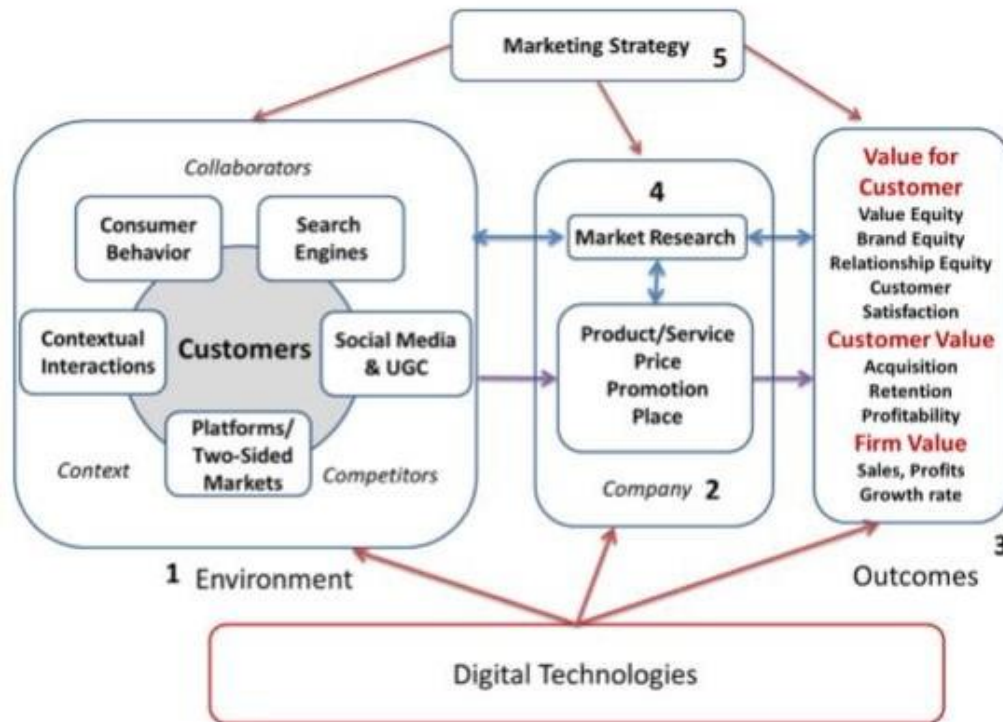 Marketing Strategy 5
Collaborators
Consumer
Behavior
Search
Engines
Contextual
Interactions
Customers
Social Media
& UGC
Platforms/
Two-Sided
Markets
Context
Competitors
1 Environment
4
Market Research
Product/Service
Price
Promotion
Place
Company 2
Value for
Customer
Value Equity
Brand Equity
Relationship Equity
Customer
Satisfaction
Customer Value
Acquisition
Retention
Profitability
Firm Value
Sales, Profits
Growth rate
3
Outcomes
Digital Technologies